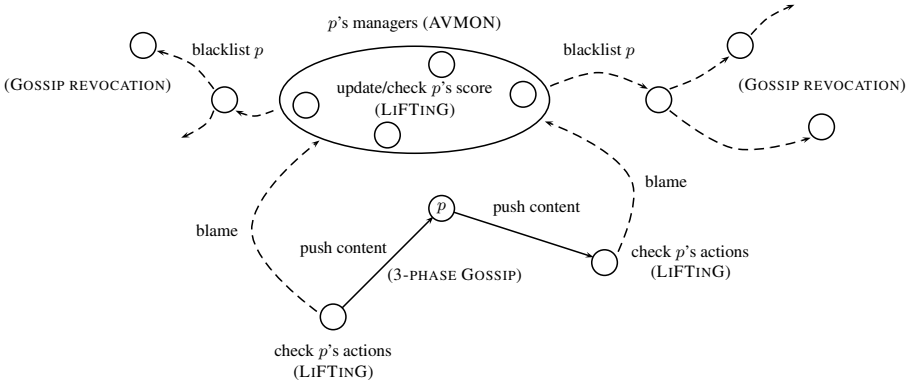 p's managers (AVMON)
blacklist p
blacklist p
(GOSSIP REVOCATION)
(GOSSIP REVOCATION)
update/check p's score
(LIFTING)
p
push content
blame
blame
push content
check p's actions
(LIFTING)
(3-PHASE GOSSIP)
check p's actions
(LIFTING)